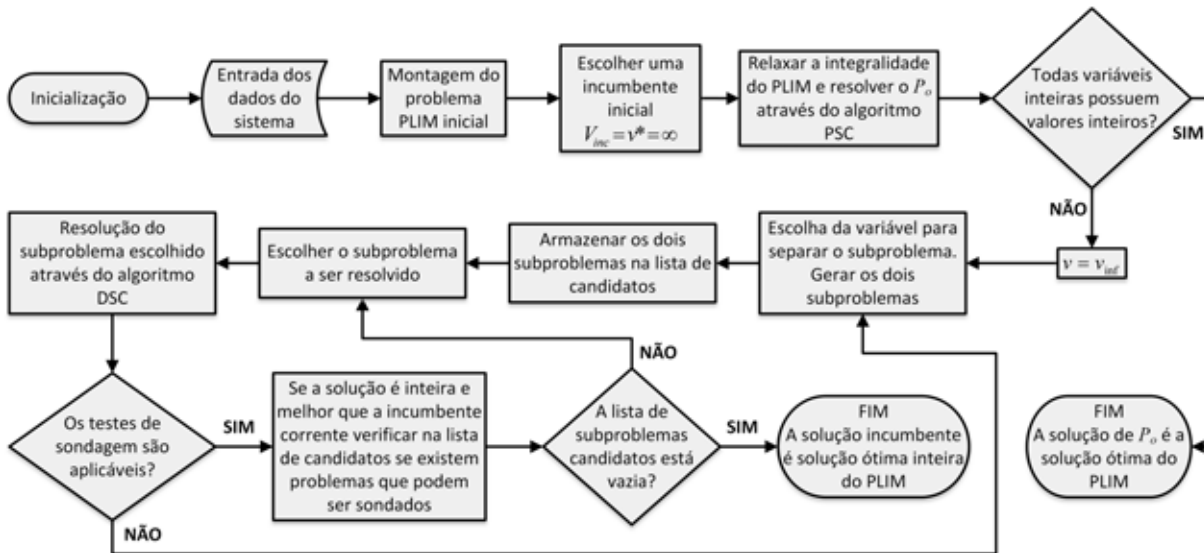 Inicialização
Entrada dos
dados do
sistema
Montagem do
problema
PLIM inicial
Escolher uma
incumbente
inicial
V_inc = v* = ∞
Relaxar a integralidade
do PLIM e resolver o P_o
através do algoritmo
PSC
Todas variáveis
inteiras possuem
valores inteiros?
SIM
NÃO
v = v_inf
Escolha da variável para
separar o subproblema.
Gerar os dois
subproblemas
Armazenar os dois
subproblemas na lista de
candidatos
Escolher o subproblema
a ser resolvido
Resolução do
subproblema escolhido
através do algoritmo
DSC
Os testes de
sondagem são
aplicáveis?
SIM
NÃO
Se a solução é inteira e
melhor que a incumbente
corrente verificar na lista
de candidatos se existem
problemas que podem
ser sondados
A lista de
subproblemas
candidatos está
vazia?
NÃO
SIM
FIM
A solução incumbente
é solução ótima inteira
do PLIM
FIM
A solução de P_o é a
solução ótima do
PLIM